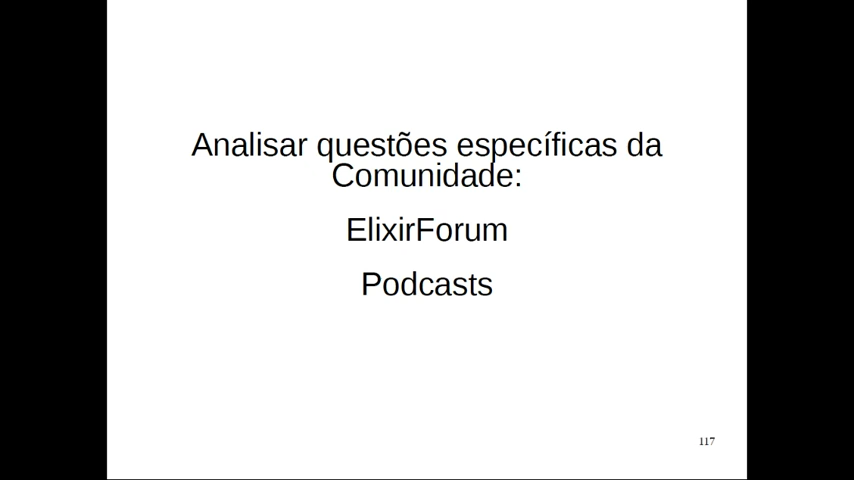 Analisar questões específicas da
Comunidade:
ElixirForum
Podcasts
117